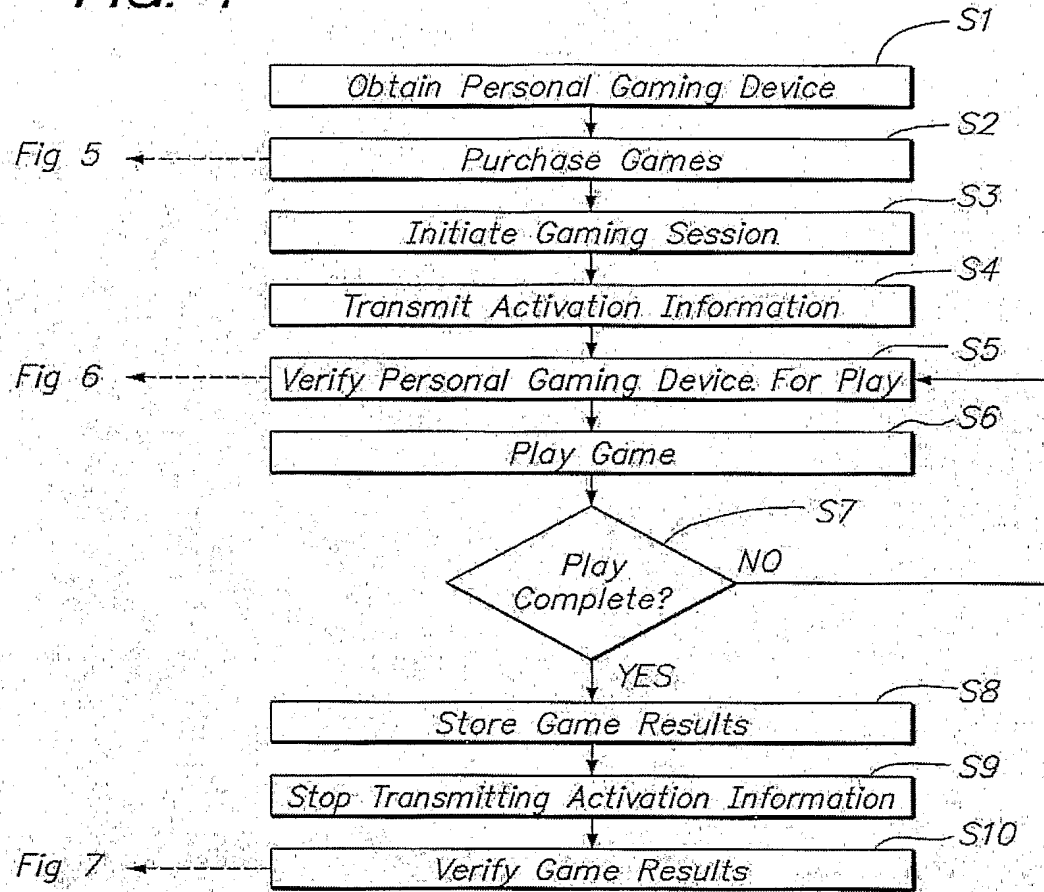 S1
Obtain Personal Gaming Device
S2
Fig 5
Purchase Games
S3
Initiate Gaming Session
S4
Transmit Activation Information
S5
Fig 6
Verify Personal Gaming Device For Play
S6
Play Game
S7
Play
Complete?
NO
YES
S8
Store Game Results
S9
Stop Transmitting Activation Information
S10
Fig 7
Verify Game Results